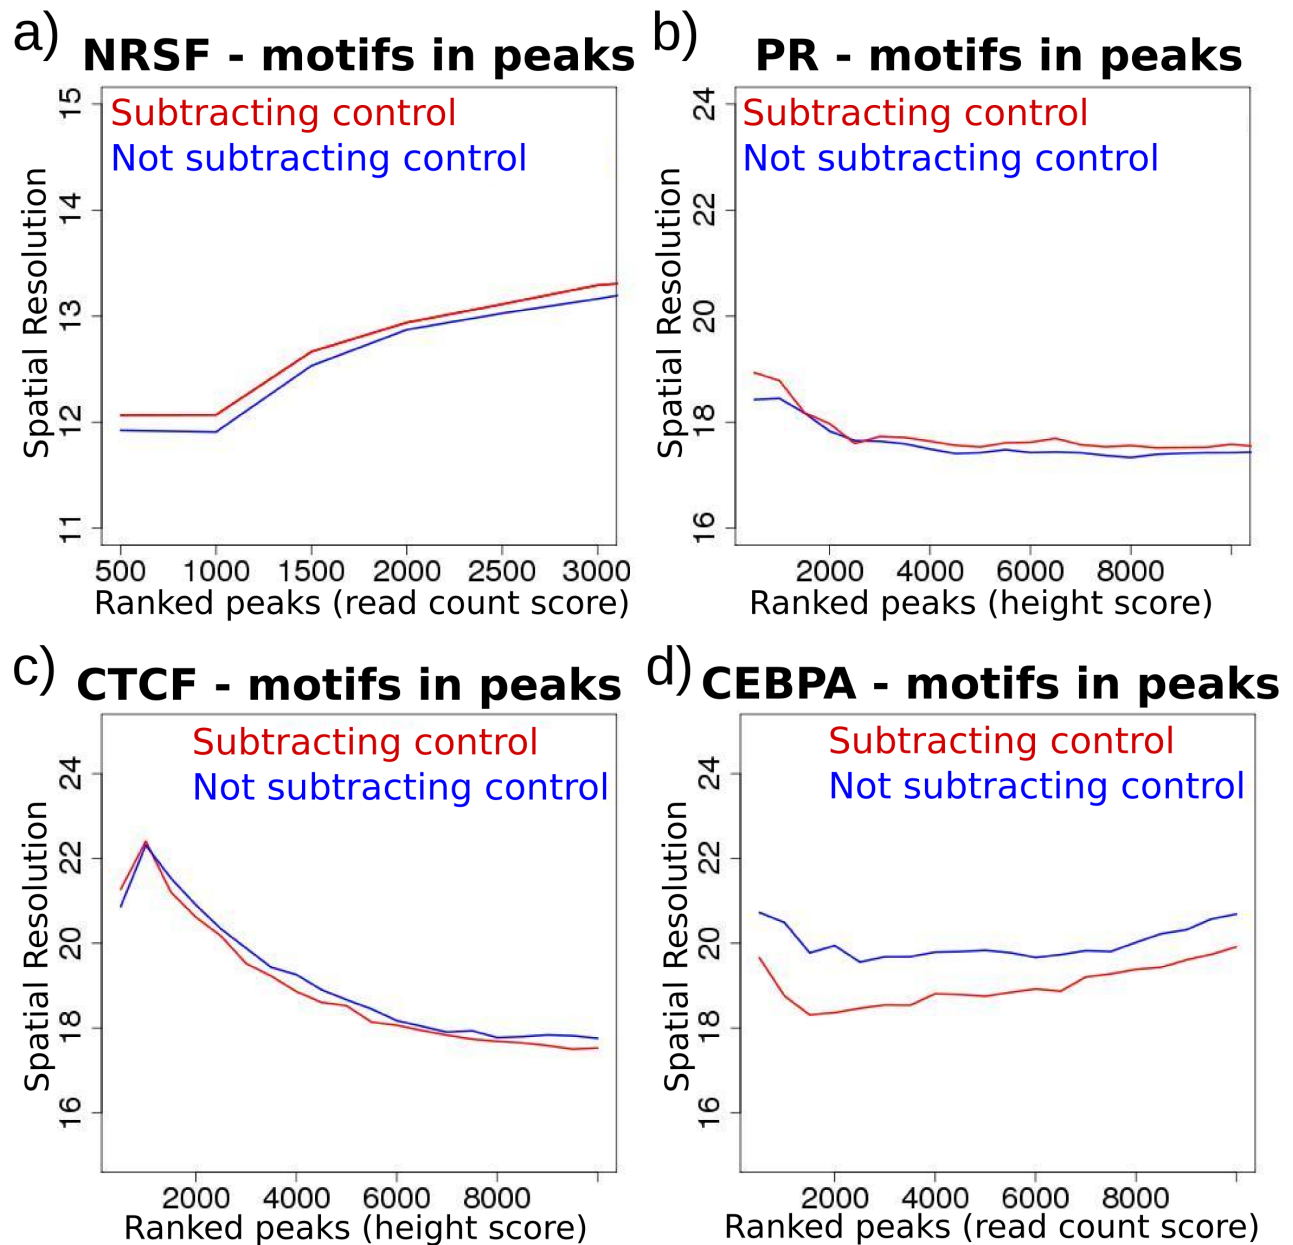 a)
NRSF - motifs in peaks
Subtracting control
Not subtracting control
Spatial Resolution
15
14
13
12
11
500 1000 1500 2000 2500 3000
Ranked peaks (read count score)
b)
PR - motifs in peaks
Subtracting control
Not subtracting control
Spatial Resolution
24
22
20
18
16
2000 4000 6000 8000
Ranked peaks (height score)
c)
CTCF - motifs in peaks
Subtracting control
Not subtracting control
Spatial Resolution
24
22
20
18
16
2000 4000 6000 8000
Ranked peaks (height score)
d)
CEBPA - motifs in peaks
Subtracting control
Not subtracting control
Spatial Resolution
24
22
20
18
16
2000 4000 6000 8000
Ranked peaks (read count score)